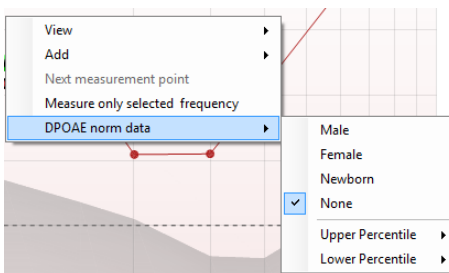 View
Add
Next measurement point
Measure only selected frequency
DPOAE norm data
Male
Female
Newborn
None
Upper Percentile
Lower Percentile